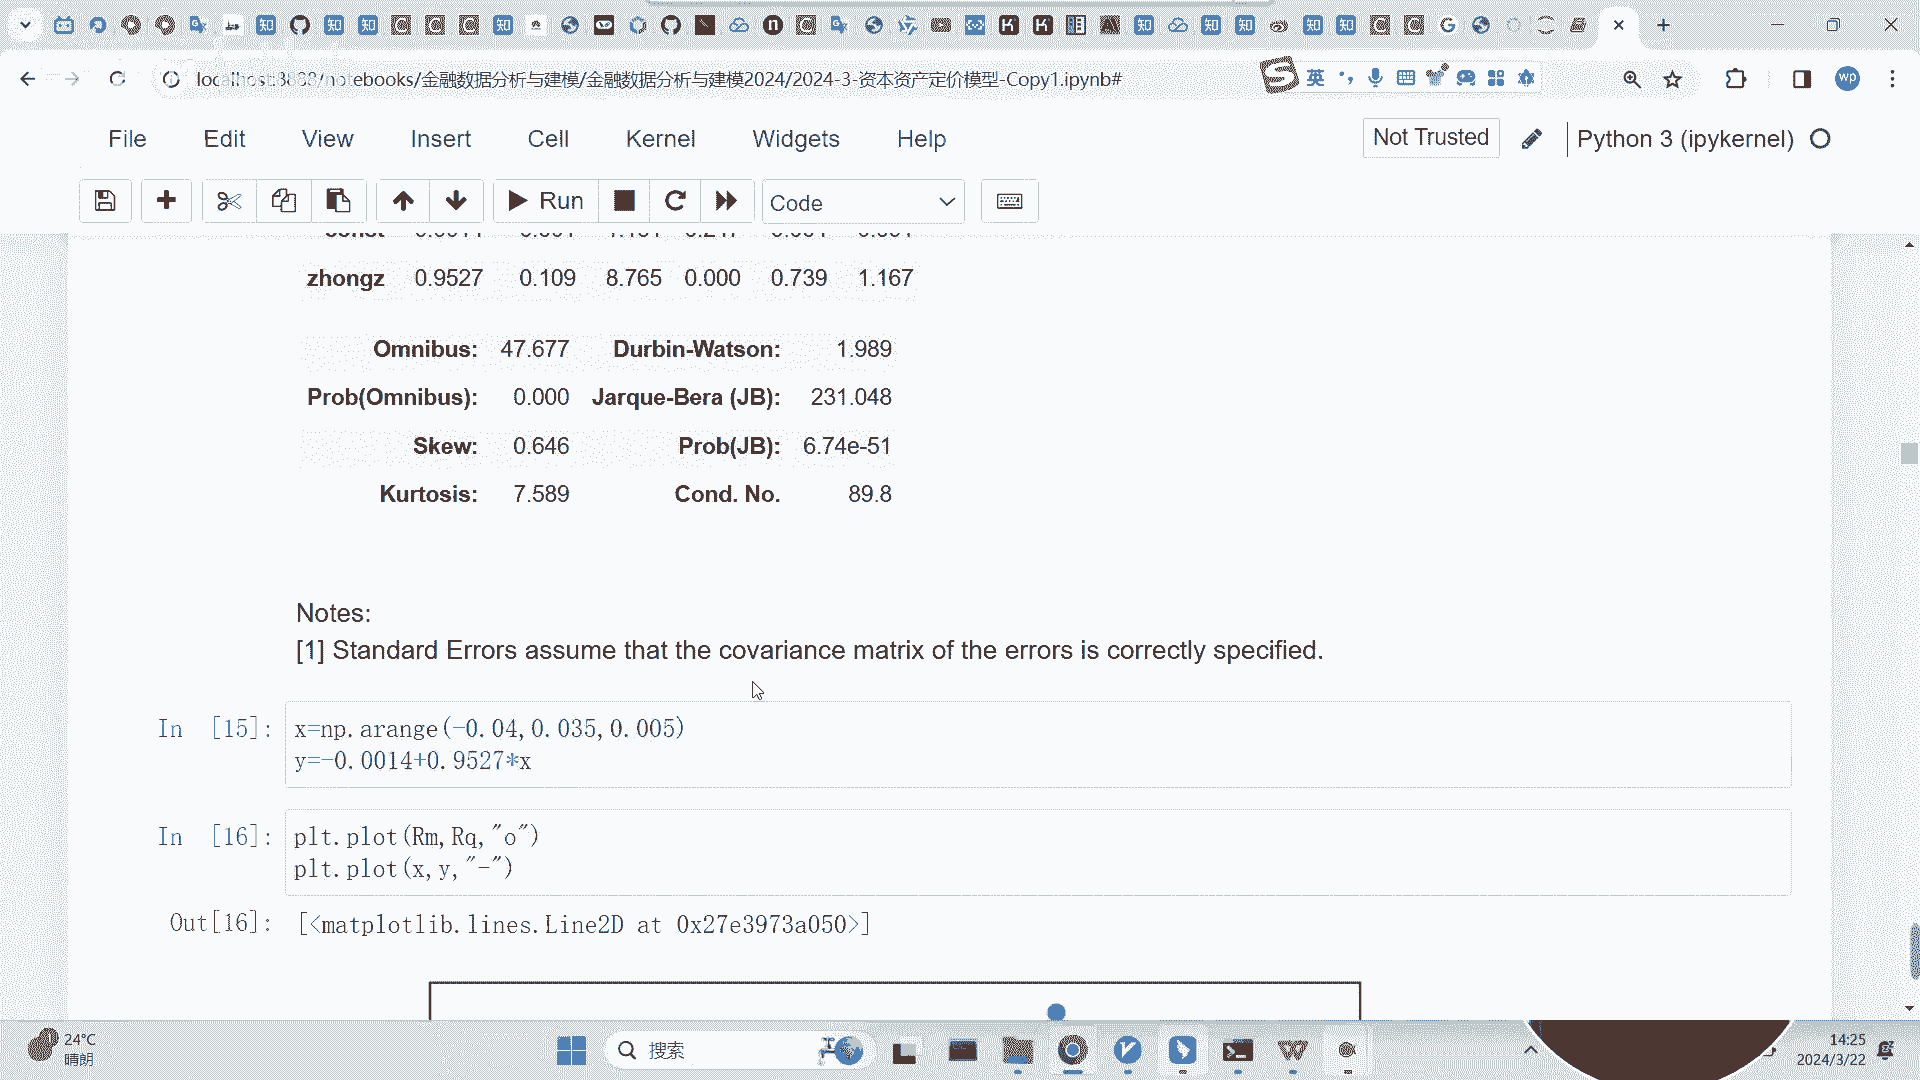 localhost:8888/notebooks/金融数据分析与建模/金融数据分析与建模2024/2024-3-资本资产定价模型-Copy1.ipynb#
英
wp
File Edit View Insert Cell Kernel Widgets Help
Not Trusted
Python 3 (ipykernel)
Run
Code
zhongz 0.9527 0.109 8.765 0.000 0.739 1.167
Omnibus: 47.677 Durbin-Watson: 1.989
Prob(Omnibus): 0.000 Jarque-Bera (JB): 231.048
Skew: 0.646 Prob(JB): 6.74e-51
Kurtosis: 7.589 Cond. No. 89.8
Notes:
[1] Standard Errors assume that the covariance matrix of the errors is correctly specified.
In [15]:
x=np.arange(-0.04,0.035,0.005)
y=-0.0014+0.9527*x
In [16]:
plt.plot(Rm,Rq,"o")
plt.plot(x,y,"-")
Out[16]: [<matplotlib.lines.Line2D at 0x27e3973a050>]
24°C
晴朗
搜索
14:25
2024/3/22